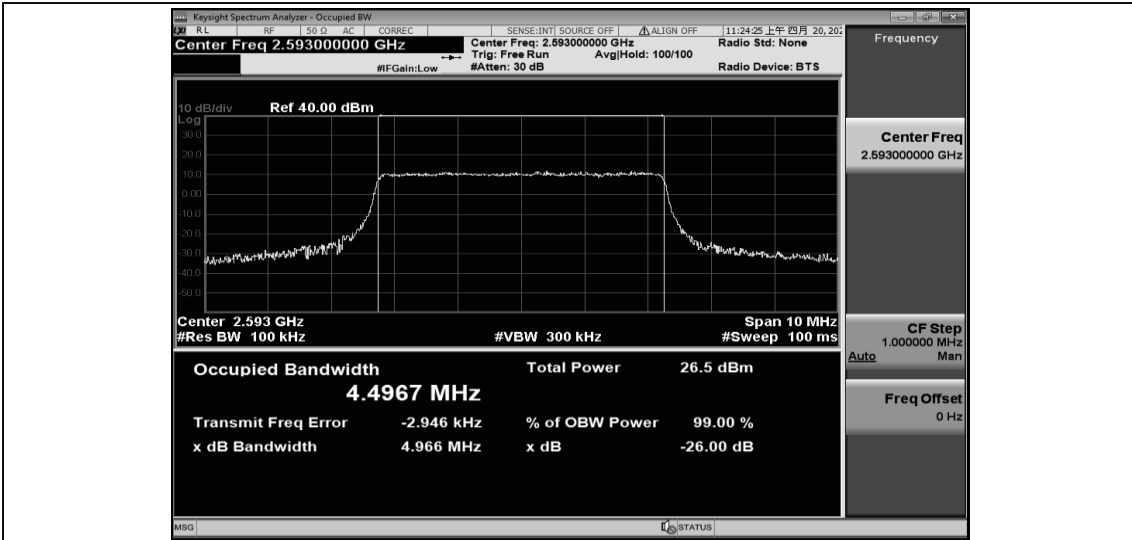 Keysight Spectrum Analyzer - Occupied BW
LXI RL RF 50 Ω AC CORREC SENSE:INT SOURCE OFF ⚠ALIGN OFF 11:24:25 上午 四月 20, 202
Center Freq 2.593000000 GHz
Center Freq: 2.593000000 GHz
Radio Std: None
Trig: Free Run Avg|Hold: 100/100
#IFGain:Low
#Atten: 30 dB
Radio Device: BTS
Frequency
10 dB/div Ref 40.00 dBm
Log
30.0
20.0
10.0
0.00
-10.0
-20.0
-30.0
-40.0
-50.0
Center 2.593 GHz
Span 10 MHz
#Res BW 100 kHz
#VBW 300 kHz
#Sweep 100 ms
Occupied Bandwidth
4.4967 MHz
Total Power 26.5 dBm
Transmit Freq Error -2.946 kHz
% of OBW Power 99.00 %
x dB Bandwidth 4.966 MHz
x dB -26.00 dB
Center Freq
2.593000000 GHz
CF Step
1.000000 MHz
Auto Man
Freq Offset
0 Hz
MSG
STATUS